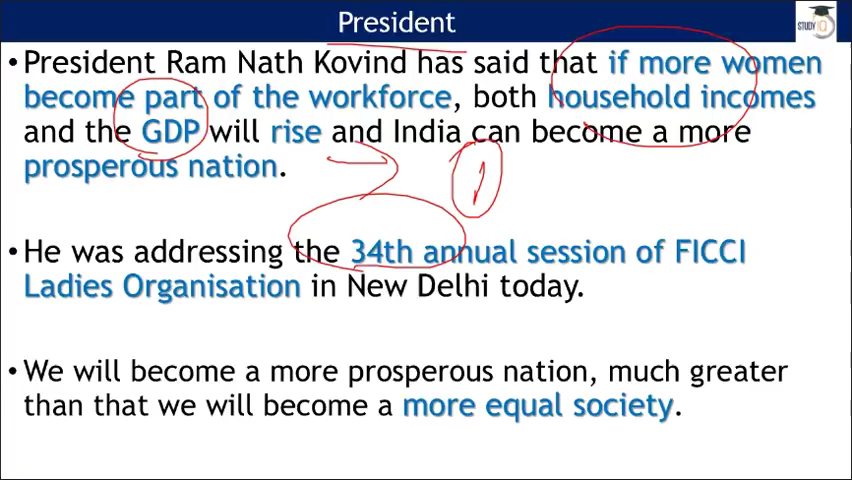 President
STUDY IQ
• President Ram Nath Kovind has said that if more women
become part of the workforce, both household incomes
and the GDP will rise and India can become a more
prosperous nation.
• He was addressing the 34th annual session of FICCI
Ladies Organisation in New Delhi today.
• We will become a more prosperous nation, much greater
than that we will become a more equal society.